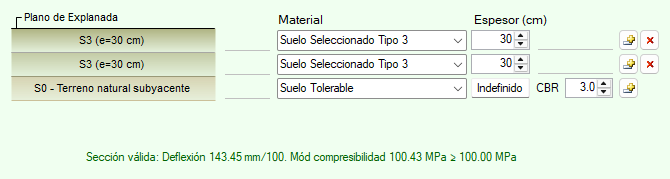 Plano de Explanada
Material Espesor (cm)
S3 (e=30 cm) Suelo Seleccionado Tipo 3 30
S3 (e=30 cm) Suelo Seleccionado Tipo 3 30
S0 - Terreno natural subyacente Suelo Tolerable Indefinido CBR 3.0
Sección válida: Deflexión 143.45 mm/100. Mód compresibilidad 100.43 MPa ≥ 100.00 MPa